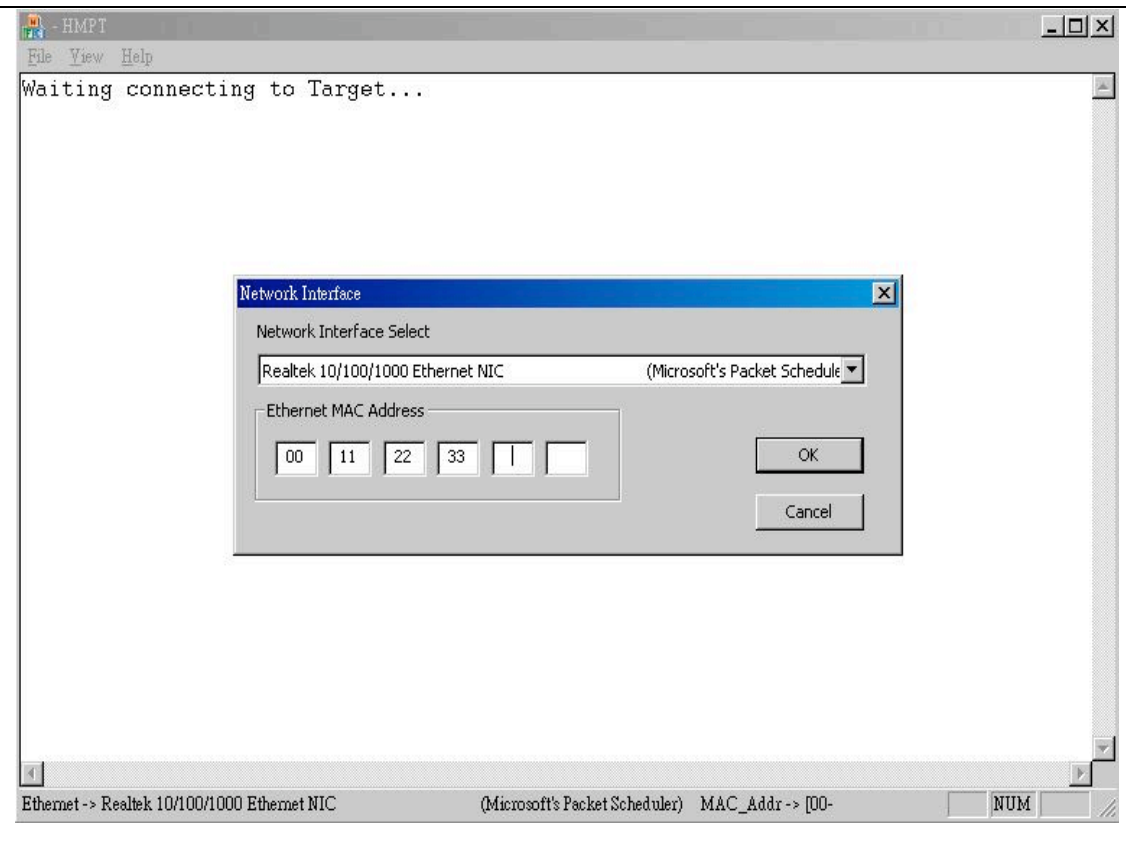 - HMPT
File View Help
Waiting connecting to Target...
Network Interface
Network Interface Select
Realtek 10/100/1000 Ethernet NIC (Microsoft's Packet Schedule
Ethernet MAC Address
00 11 22 33
OK
Cancel
Ethernet -> Realtek 10/100/1000 Ethernet NIC (Microsoft's Packet Scheduler) MAC_Addr -> [00- NUM